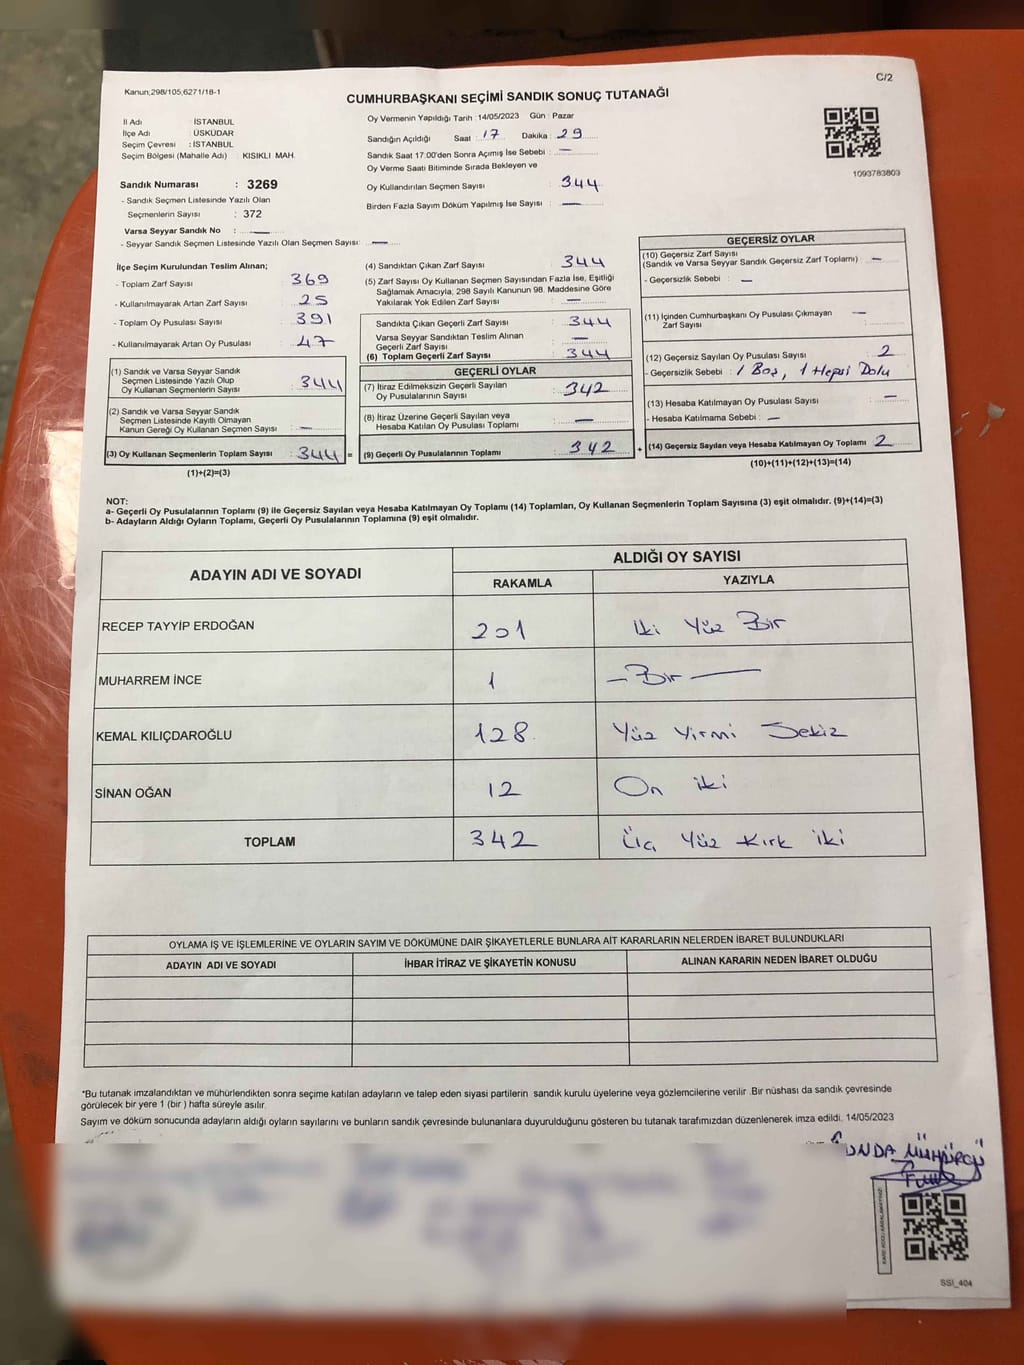 Kanun;298/105,6271/18-1
C/2
CUMHURBAŞKANI SEÇİMİ SANDIK SONUÇ TUTANAĞI
İl Adı : İSTANBUL
İlçe Adı : ÜSKÜDAR
Seçim Çevresi : İSTANBUL
Seçim Bölgesi (Mahalle Adı) : KISIKLI MAH.
Sandık Numarası : 3269
- Sandık Seçmen Listesinde Yazılı Olan
Seçmenlerin Sayısı : 372
Varsa Seyyar Sandık No : —
- Seyyar Sandık Seçmen Listesinde Yazılı Olan Seçmen Sayısı: —
Oy Vermenin Yapıldığı Tarih : 14/05/2023 Gün : Pazar
Sandığın Açıldığı Saat : 17 Dakika : 29
Sandık Saat 17:00'den Sonra Açımış İse Sebebi : —
Oy Verme Saati Bitiminde Sırada Bekleyen ve
Oy Kullandırılan Seçmen Sayısı : 344
Birden Fazla Sayım Döküm Yapılmış İse Sayısı : —
1093783803
İlçe Seçim Kurulundan Teslim Alınan;
- Toplam Zarf Sayısı : 369
- Kullanılmayarak Artan Zarf Sayısı : 25
- Toplam Oy Pusulası Sayısı : 391
- Kullanılmayarak Artan Oy Pusulası : 47
(1) Sandık ve Varsa Seyyar Sandık
Seçmen Listesinde Yazılı Olup
Oy Kullanan Seçmenlerin Sayısı : 344
(2) Sandık ve Varsa Seyyar Sandık
Seçmen Listesinde Kayıtlı Olmayan
Kanun Gereği Oy Kullanan Seçmen Sayısı : —
(3) Oy Kullanan Seçmenlerin Toplam Sayısı : 344 =
(1)+(2)=(3)
(4) Sandıktan Çıkan Zarf Sayısı : 344
(5) Zarf Sayısı Oy Kullanan Seçmen Sayısından Fazla İse, Eşitliği
Sağlamak Amacıyla; 298 Sayılı Kanunun 98. Maddesine Göre
Yakılarak Yok Edilen Zarf Sayısı : —
Sandıkta Çıkan Geçerli Zarf Sayısı : 344
Varsa Seyyar Sandıktan Teslim Alınan
Geçerli Zarf Sayısı : —
(6) Toplam Geçerli Zarf Sayısı : 344
GEÇERLİ OYLAR
(7) İtiraz Edilmeksizin Geçerli Sayılan
Oy Pusulasının Sayısı : 342
(8) İtiraz Üzerine Geçerli Sayılan veya
Hesaba Katılan Oy Pusulası Toplamı : —
(9) Geçerli Oy Pusulalarının Toplamı : 342 +
GEÇERSİZ OYLAR
(10) Geçersiz Zarf Sayısı
(Sandık ve Varsa Seyyar Sandık Geçersiz Zarf Toplamı) : —
- Geçersizlik Sebebi : —
(11) İçinden Cumhurbaşkanı Oy Pusulası Çıkmayan
Zarf Sayısı : —
(12) Geçersiz Sayılan Oy Pusulası Sayısı : 2
- Geçersizlik Sebebi : 1 Boş, 1 Hepsi Dolu
(13) Hesaba Katılmayan Oy Pusulası Sayısı : —
- Hesaba Katılmama Sebebi : —
(14) Geçersiz Sayılan veya Hesaba Katılmayan Oy Toplamı : 2
(10)+(11)+(12)+(13)=(14)
NOT:
a- Geçerli Oy Pusulalarının Toplamı (9) ile Geçersiz Sayılan veya Hesaba Katılmayan Oy Toplamı (14) Toplamları, Oy Kullanan Seçmenlerin Toplam Sayısına (3) eşit olmalıdır. (9)+(14)=(3)
b- Adayların Aldığı Oyların Toplamı, Geçerli Oy Pusulalarının Toplamına (9) eşit olmalıdır.
ADAYIN ADI VE SOYADI ALDIĞI OY SAYISI
RAKAMLA YAZIYLA
RECEP TAYYİP ERDOĞAN 201 İki Yüz Bir
MUHARREM İNCE 1 — Bir —
KEMAL KILIÇDAROĞLU 128 Yüz Yirmi Sekiz
SİNAN OĞAN 12 On iki
TOPLAM 342 Üç Yüz Kırk iki
OYLAMA İŞ VE İŞLEMLERİNE VE OYLARIN SAYIM VE DÖKÜMÜNE DAİR ŞİKAYETLERLE BUNLARA AİT KARARLARIN NELERDEN İBARET BULUNDUKLARI
ADAYIN ADI VE SOYADI İHBAR İTİRAZ VE ŞİKAYETİN KONUSU ALINAN KARARIN NEDEN İBARET OLDUĞU
*Bu tutanak imzalandıktan ve mühürlendikten sonra seçime katılan adayların ve talep eden siyasi partilerin sandık kurulu üyelerine veya gözlemcilerine verilir .Bir nüshası da sandık çevresinde
görülecek bir yere 1 (bir ) hafta süreyle asılır.
Sayım ve döküm sonucunda adayların aldığı oyların sayılarını ve bunların sandık çevresinde bulunanlara duyurulduğunu gösteren bu tutanak tarafımızdan düzenlenerek imza edildi. 14/05/2023
SSI_404